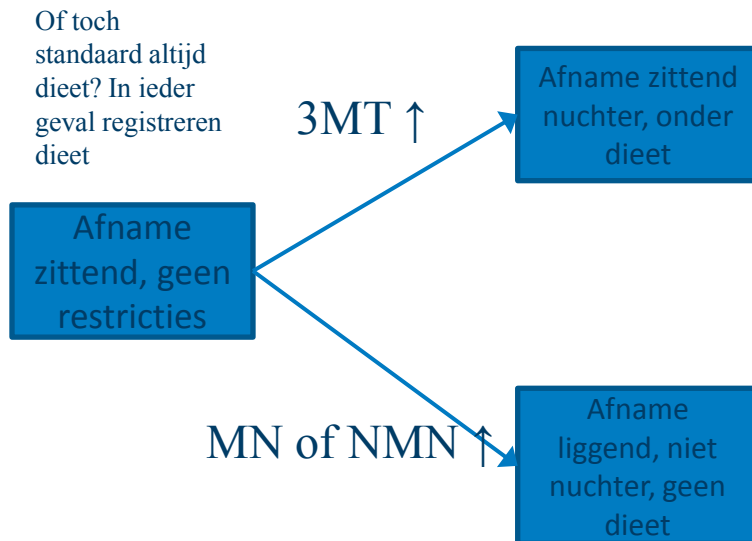 Of toch
standaard altijd
dieet? In ieder
geval registreren
dieet
3MT ↑
Afname zittend
nuchter, onder
dieet
Afname
zittend, geen
restricties
MN of NMN ↑
Afname
liggend, niet
nuchter, geen
dieet